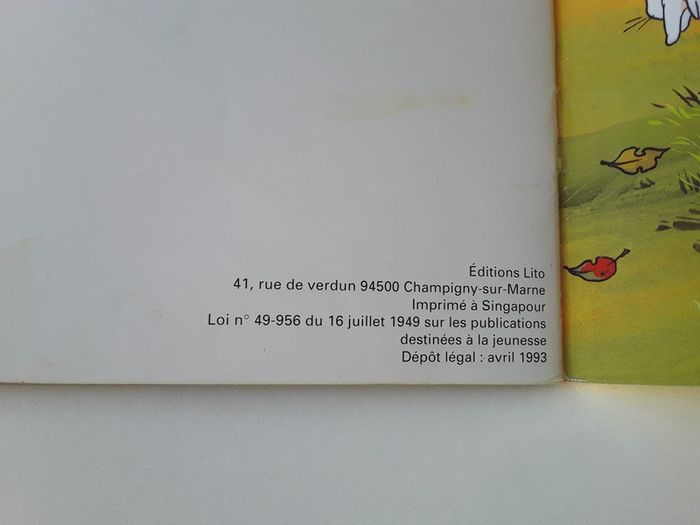 Éditions Lito
41, rue de verdun 94500 Champigny-sur-Marne
Imprimé à Singapour
Loi n° 49-956 du 16 juillet 1949 sur les publications
destinées à la jeunesse
Dépôt légal : avril 1993